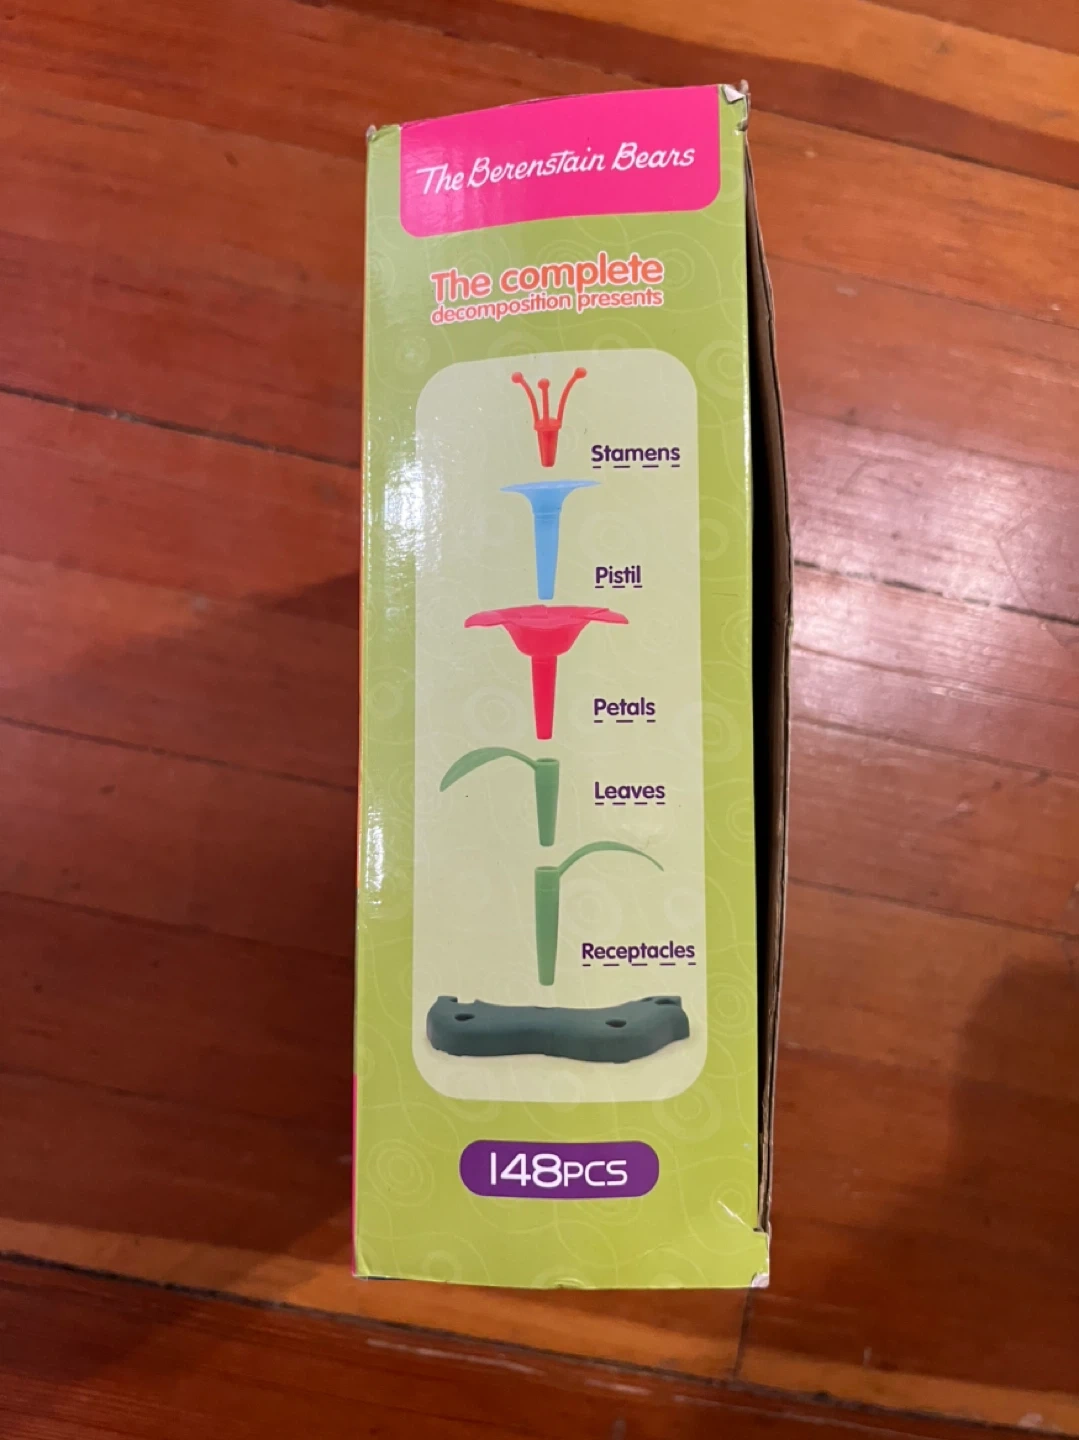 The Berenstain Bears
The complete
decomposition presents
Stamens
Pistil
Petals
Leaves
Receptacles
148PCS